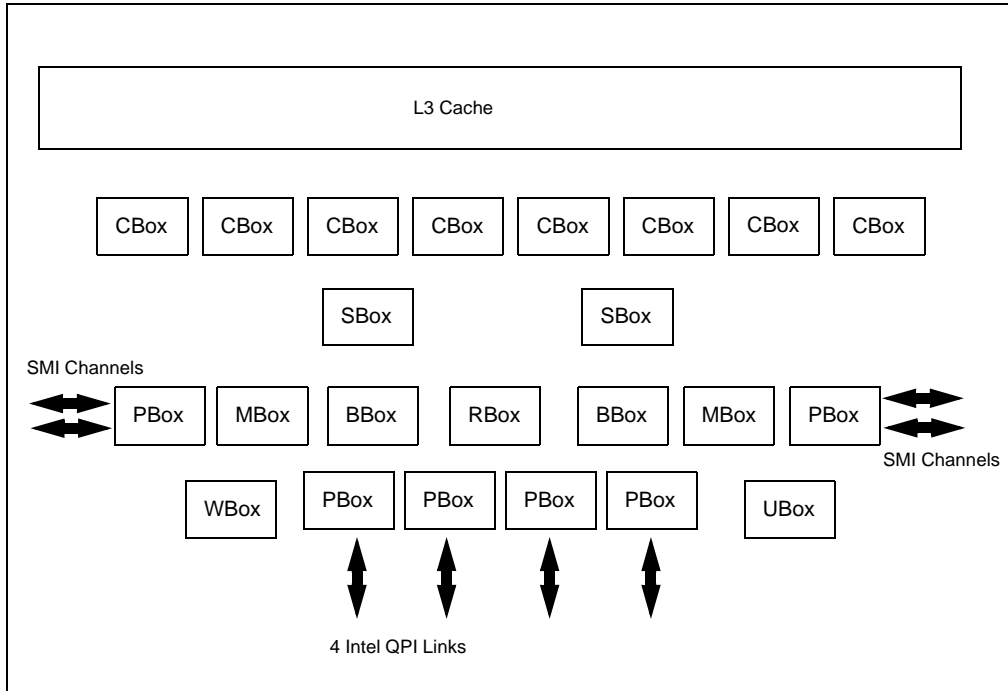 L3 Cache
CBox CBox CBox CBox CBox CBox CBox CBox
SBox SBox
SMI Channels
PBox MBox BBox RBox BBox MBox PBox
SMI Channels
WBox PBox PBox PBox PBox UBox
4 Intel QPI Links